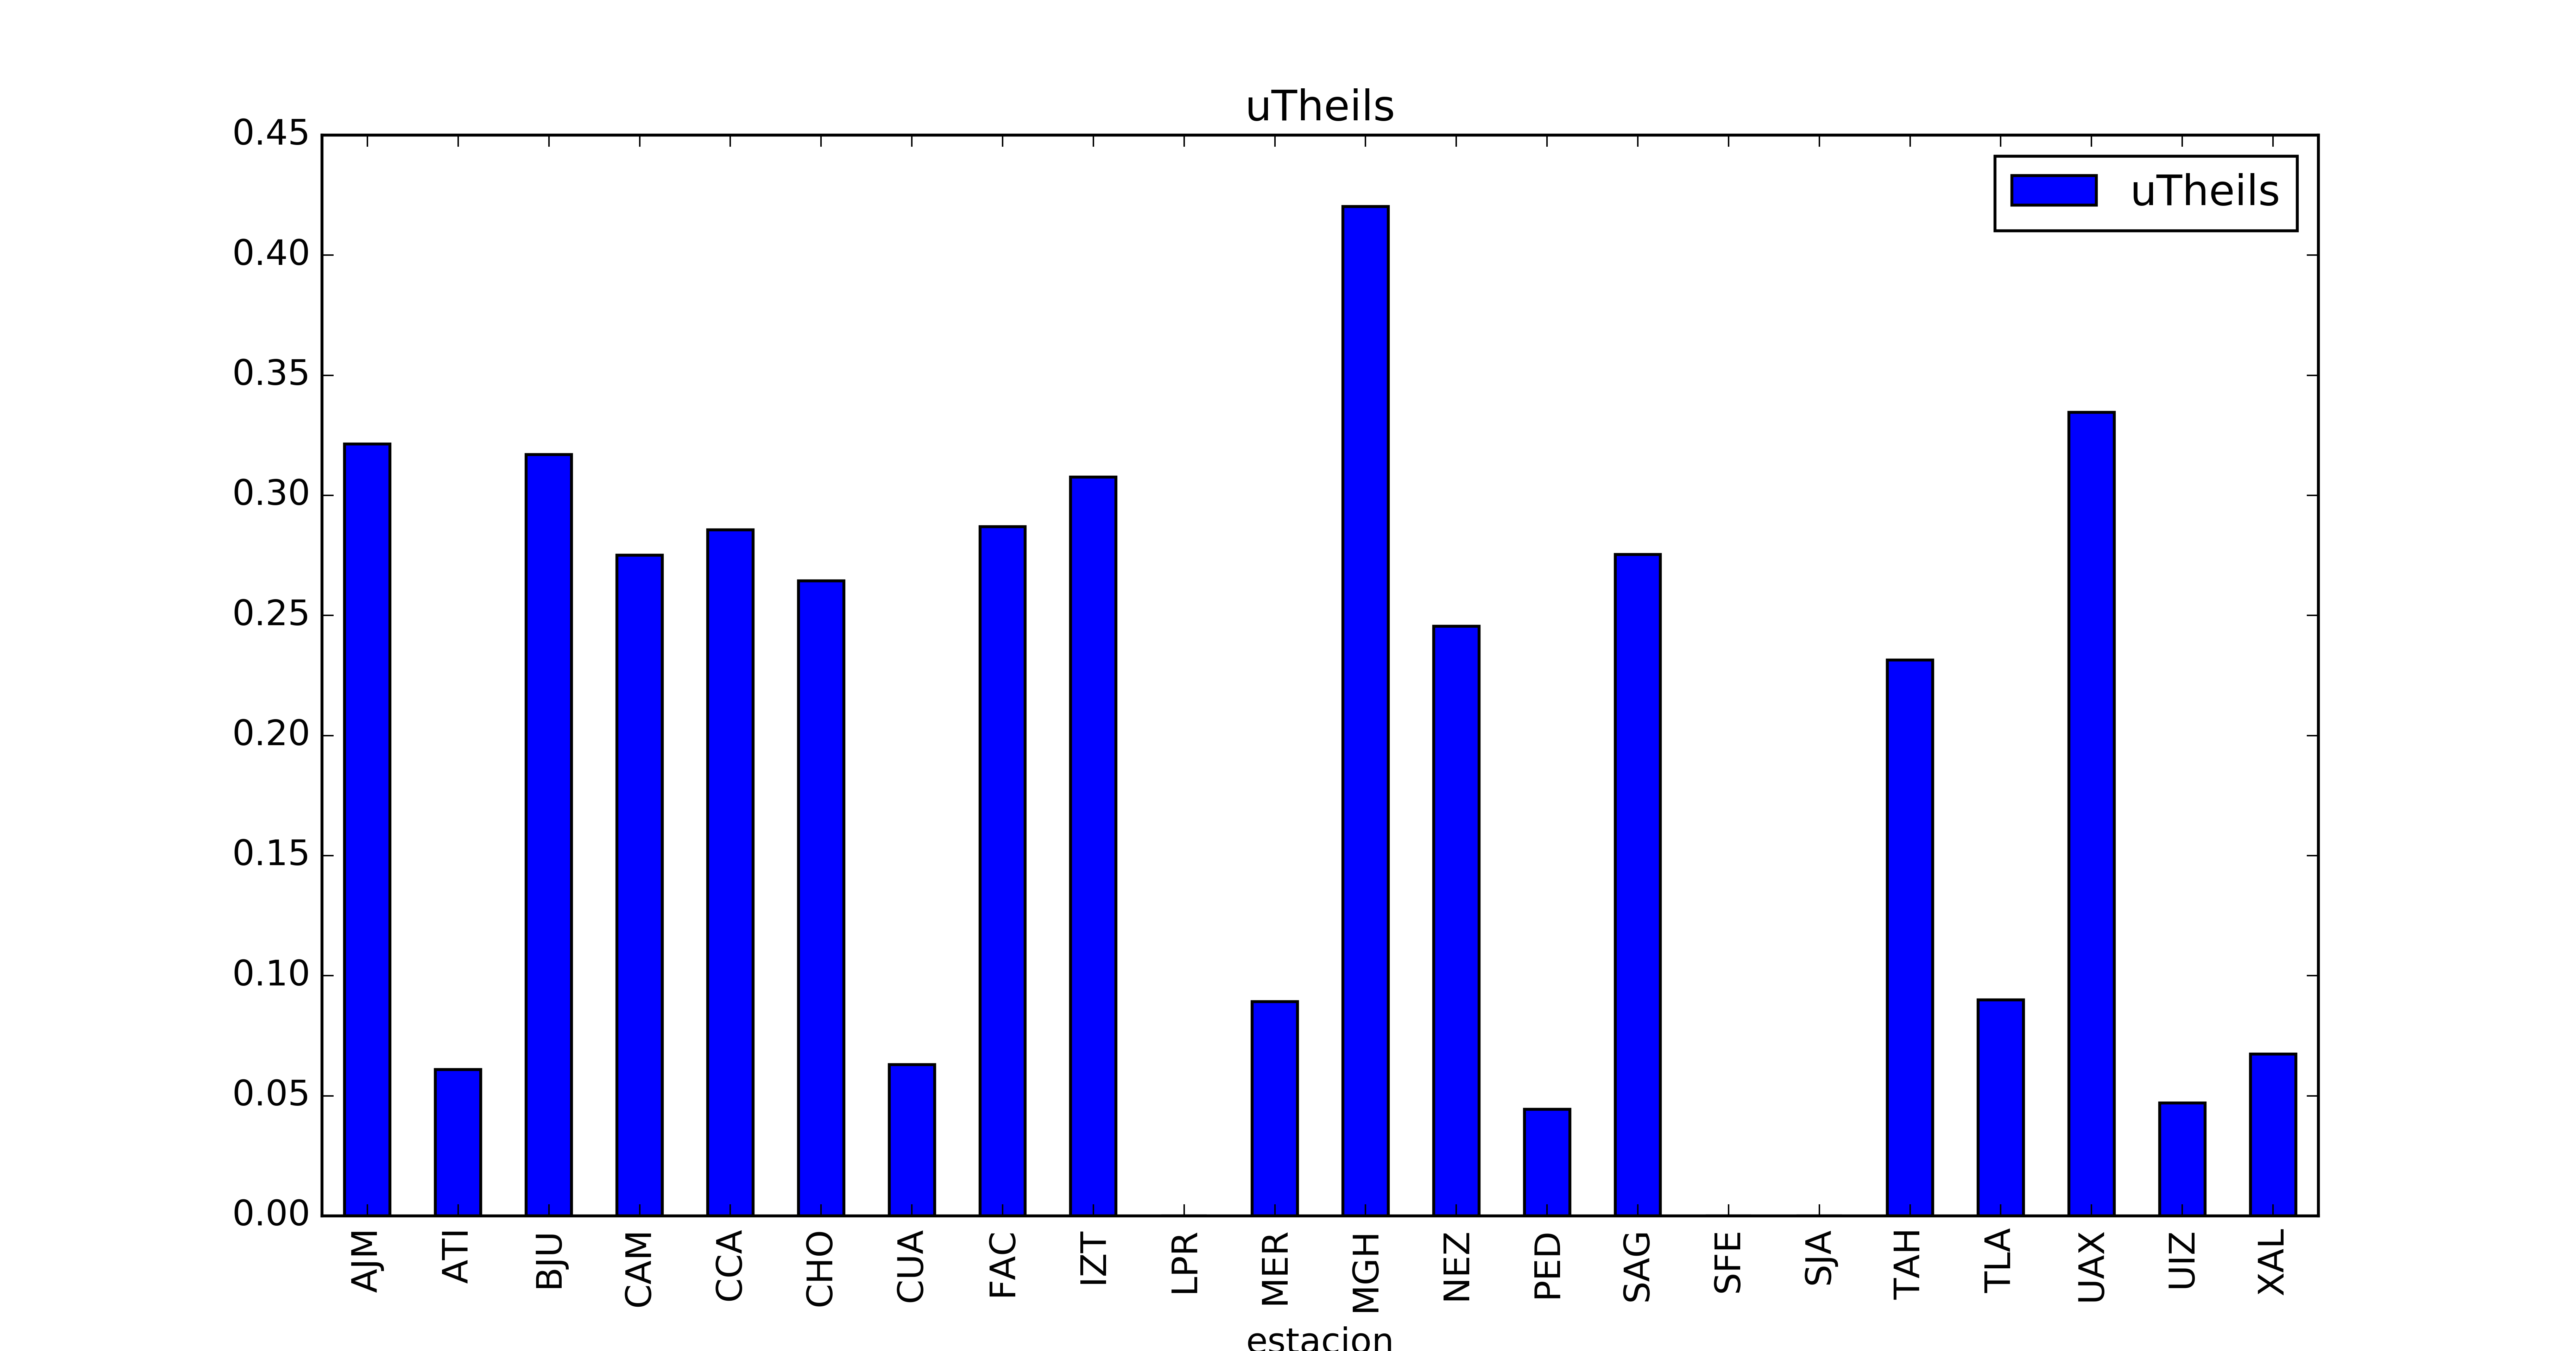 uTheils
0.45
0.40
0.35
0.30
0.25
0.20
0.15
0.10
0.05
0.00
uTheils
AJM
ATI
BJU
CAM
CCA
CHO
CUA
FAC
IZT
LPR
MER
MGH
NEZ
PED
SAG
SFE
SJA
TAH
TLA
UAX
UIZ
XAL
estacion